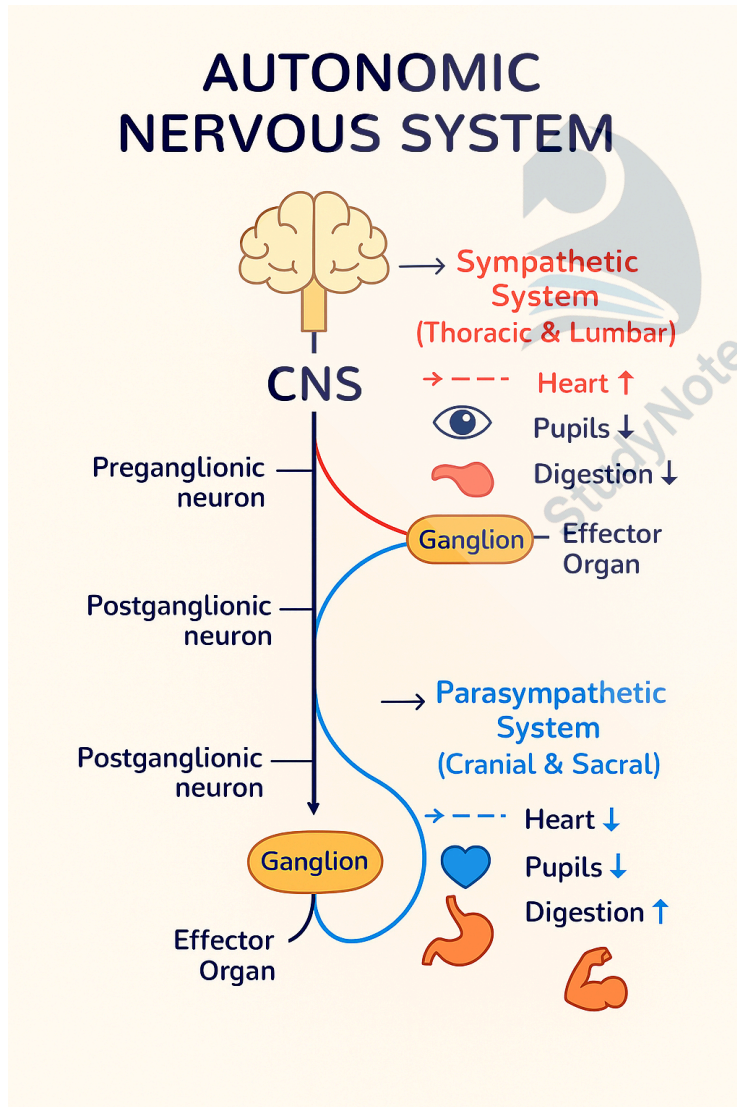 AUTONOMIC
NERVOUS SYSTEM
Sympathetic
System
(Thoracic & Lumbar)
CNS
Heart ↑
Pupils ↓
Digestion ↓
Preganglionic
neuron
Ganglion
Effector
Organ
Postganglionic
neuron
Parasympathetic
System
(Cranial & Sacral)
Postganglionic
neuron
Heart ↓
Pupils ↓
Digestion ↑
Ganglion
Effector
Organ
StudyNote